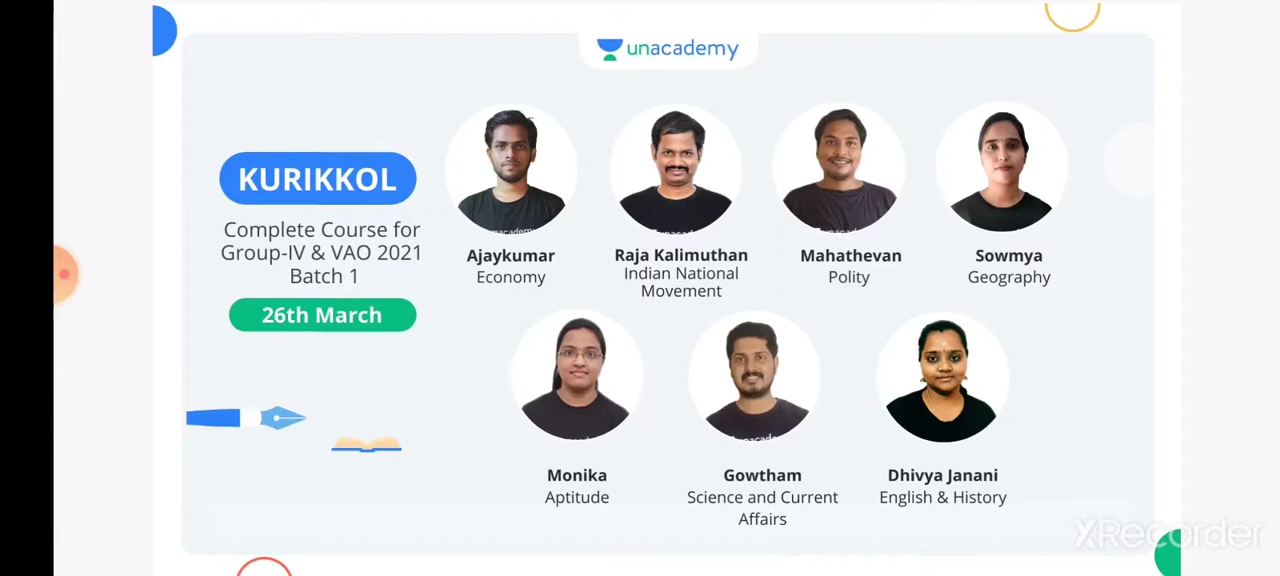 unacademy
KURIKKOL
Complete Course for
Group-IV & VAO 2021
Batch 1
26th March
Ajaykumar
Economy
Raja Kalimuthan
Indian National
Movement
Mahathevan
Polity
Sowmya
Geography
Monika
Aptitude
Gowtham
Science and Current
Affairs
Dhivya Janani
English & History
XRecorder